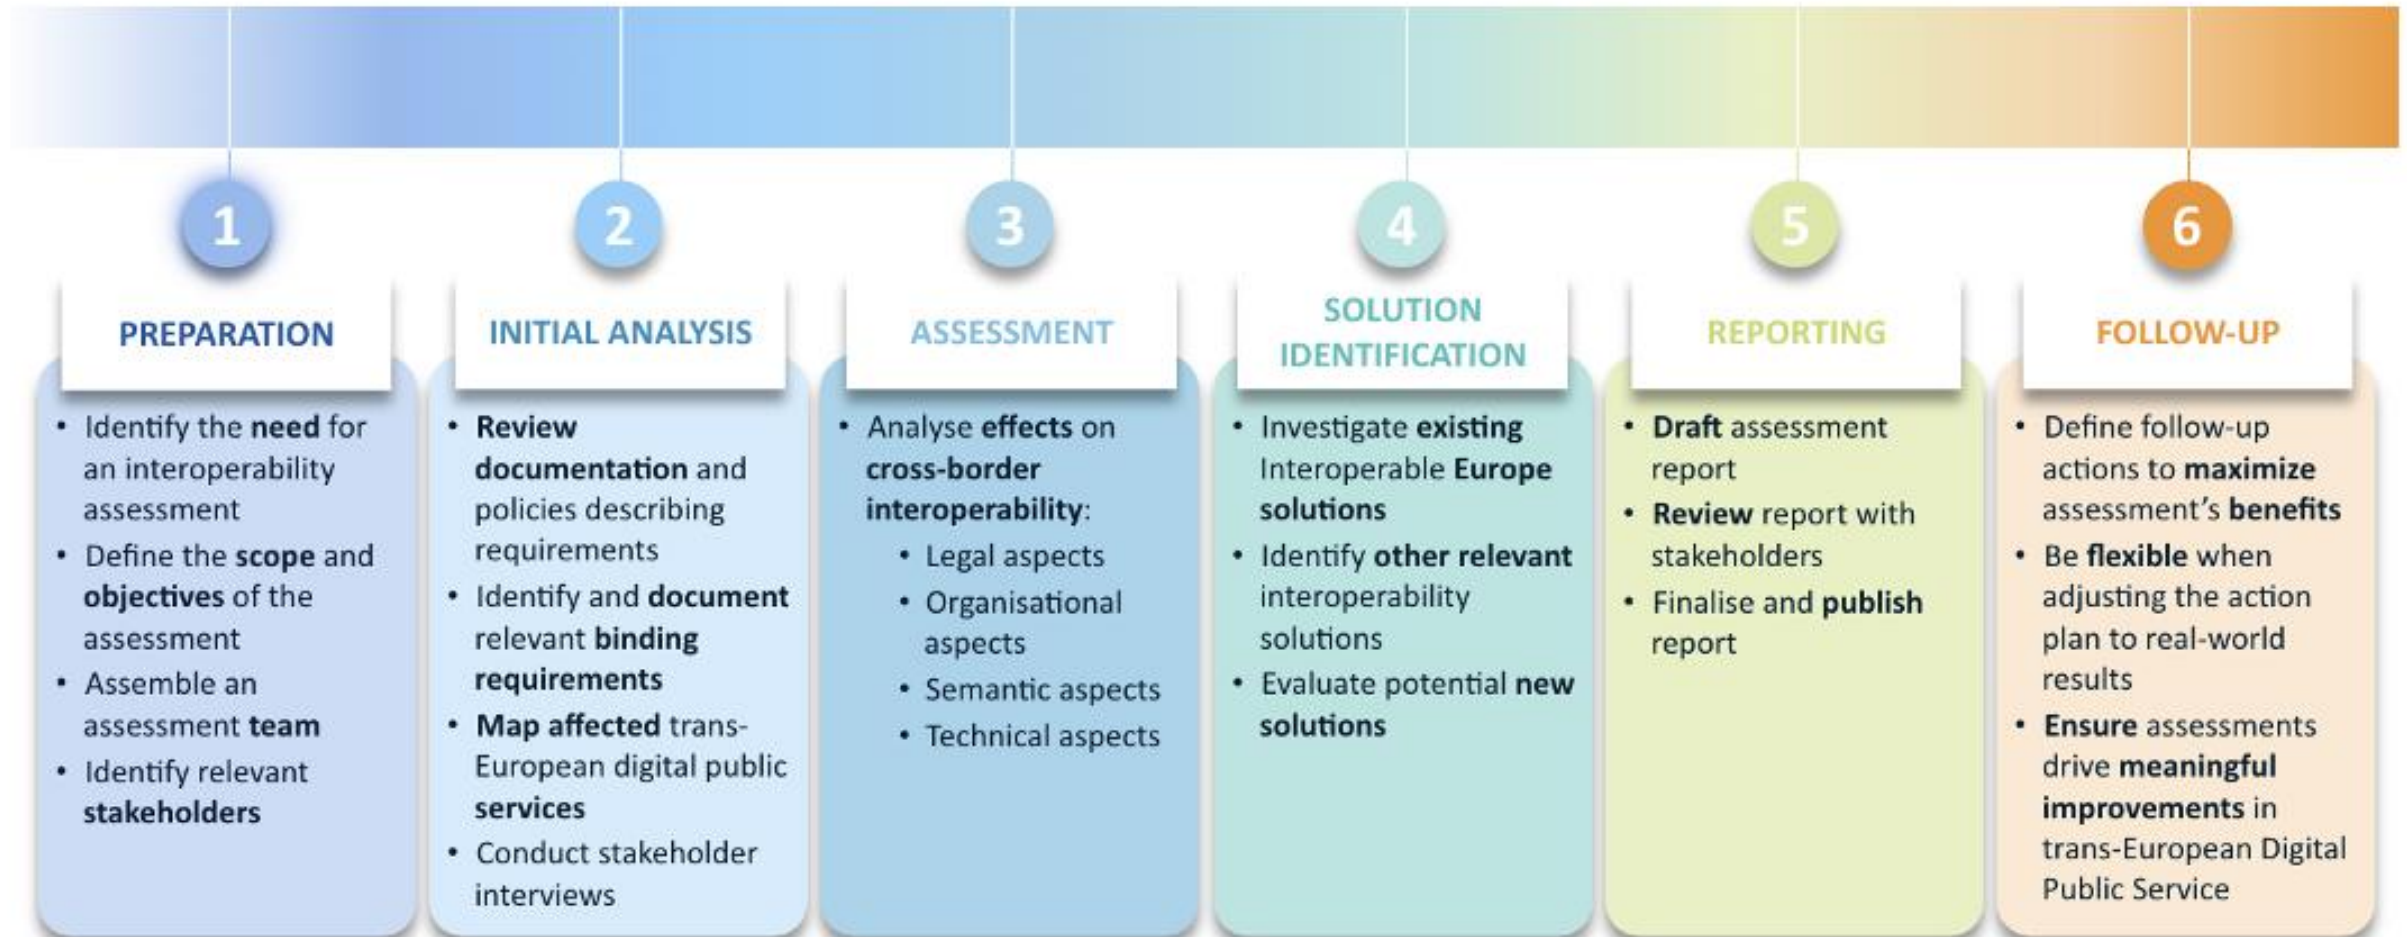 1
PREPARATION
• Identify the need for
an interoperability
assessment
• Define the scope and
objectives of the
assessment
• Assemble an
assessment team
• Identify relevant
stakeholders
2
INITIAL ANALYSIS
• Review
documentation and
policies describing
requirements
• Identify and document
relevant binding
requirements
• Map affected trans-
European digital public
services
• Conduct stakeholder
interviews
3
ASSESSMENT
• Analyse effects on
cross-border
interoperability:
• Legal aspects
• Organisational
aspects
• Semantic aspects
• Technical aspects
4
SOLUTION
IDENTIFICATION
• Investigate existing
Interoperable Europe
solutions
• Identify other relevant
interoperability
solutions
• Evaluate potential new
solutions
5
REPORTING
• Draft assessment
report
• Review report with
stakeholders
• Finalise and publish
report
6
FOLLOW-UP
• Define follow-up
actions to maximize
assessment’s benefits
• Be flexible when
adjusting the action
plan to real-world
results
• Ensure assessments
drive meaningful
improvements in
trans-European Digital
Public Service